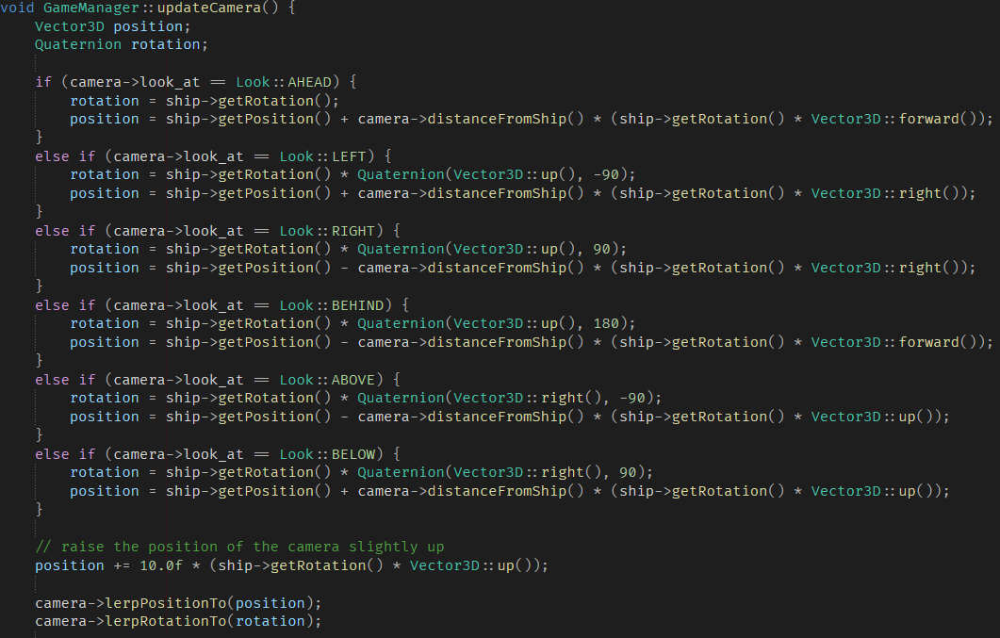 void GameManager::updateCamera() {
    Vector3D position;
    Quaternion rotation;

    if (camera->look_at == Look::AHEAD) {
        rotation = ship->getRotation();
        position = ship->getPosition() + camera->distanceFromShip() * (ship->getRotation() * Vector3D::forward());
    }
    else if (camera->look_at == Look::LEFT) {
        rotation = ship->getRotation() * Quaternion(Vector3D::up(), -90);
        position = ship->getPosition() + camera->distanceFromShip() * (ship->getRotation() * Vector3D::right());
    }
    else if (camera->look_at == Look::RIGHT) {
        rotation = ship->getRotation() * Quaternion(Vector3D::up(), 90);
        position = ship->getPosition() - camera->distanceFromShip() * (ship->getRotation() * Vector3D::right());
    }
    else if (camera->look_at == Look::BEHIND) {
        rotation = ship->getRotation() * Quaternion(Vector3D::up(), 180);
        position = ship->getPosition() - camera->distanceFromShip() * (ship->getRotation() * Vector3D::forward());
    }
    else if (camera->look_at == Look::ABOVE) {
        rotation = ship->getRotation() * Quaternion(Vector3D::right(), -90);
        position = ship->getPosition() - camera->distanceFromShip() * (ship->getRotation() * Vector3D::up());
    }
    else if (camera->look_at == Look::BELOW) {
        rotation = ship->getRotation() * Quaternion(Vector3D::right(), 90);
        position = ship->getPosition() + camera->distanceFromShip() * (ship->getRotation() * Vector3D::up());
    }

    // raise the position of the camera slightly up
    position += 10.0f * (ship->getRotation() * Vector3D::up());

    camera->lerpPositionTo(position);
    camera->lerpRotationTo(rotation);